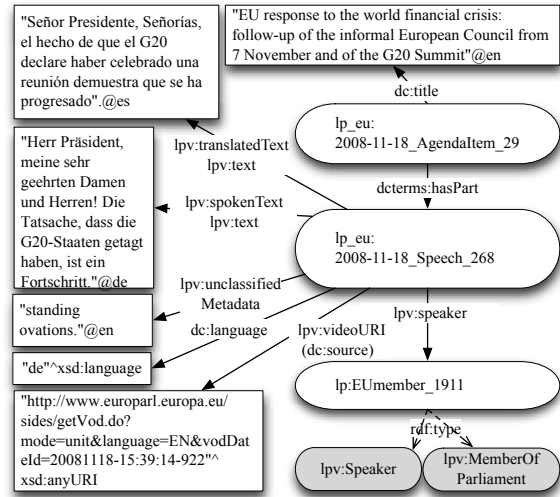 "Señor Presidente, Señorías,
el hecho de que el G20
declare haber celebrado una
reunión demuestra que se ha
progresado".@es
"EU response to the world financial crisis:
follow-up of the informal European Council from
7 November and of the G20 Summit"@en
dc:title
lp_eu:
2008-11-18_AgendaItem_29
lpv:translatedText
lpv:text
dcterms:hasPart
"Herr Präsident,
meine sehr
geehrten Damen
und Herren! Die
Tatsache, dass die
G20-Staaten getagt
haben, ist ein
Fortschritt."@de
lpv:spokenText
lpv:text
lp_eu:
2008-11-18_Speech_268
lpv:unclassified
Metadata
"standing
ovations."@en
dc:language
lpv:videoURI
(dc:source)
lpv:speaker
"de"^xsd:language
lp:EUmember_1911
"http://www.europarl.europa.eu/
sides/getVod.do?
mode=unit&language=EN&vodDat
eId=20081118-15:39:14-922"^
xsd:anyURI
rdf:type
lpv:Speaker
lpv:MemberOf
Parliament